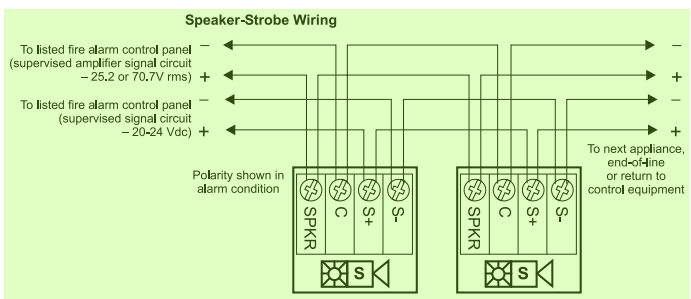 Speaker-Strobe Wiring
To listed fire alarm control panel
(supervised amplifier signal circuit
– 25.2 or 70.7V rms)
–
+
To listed fire alarm control panel
(supervised signal circuit
– 20-24 Vdc)
–
+
–
+
–
+
To next appliance,
end-of-line
or return to
control equipment
Polarity shown in
alarm condition
SPKR
C
S+
S-
S
SPKR
C
S+
S-
S